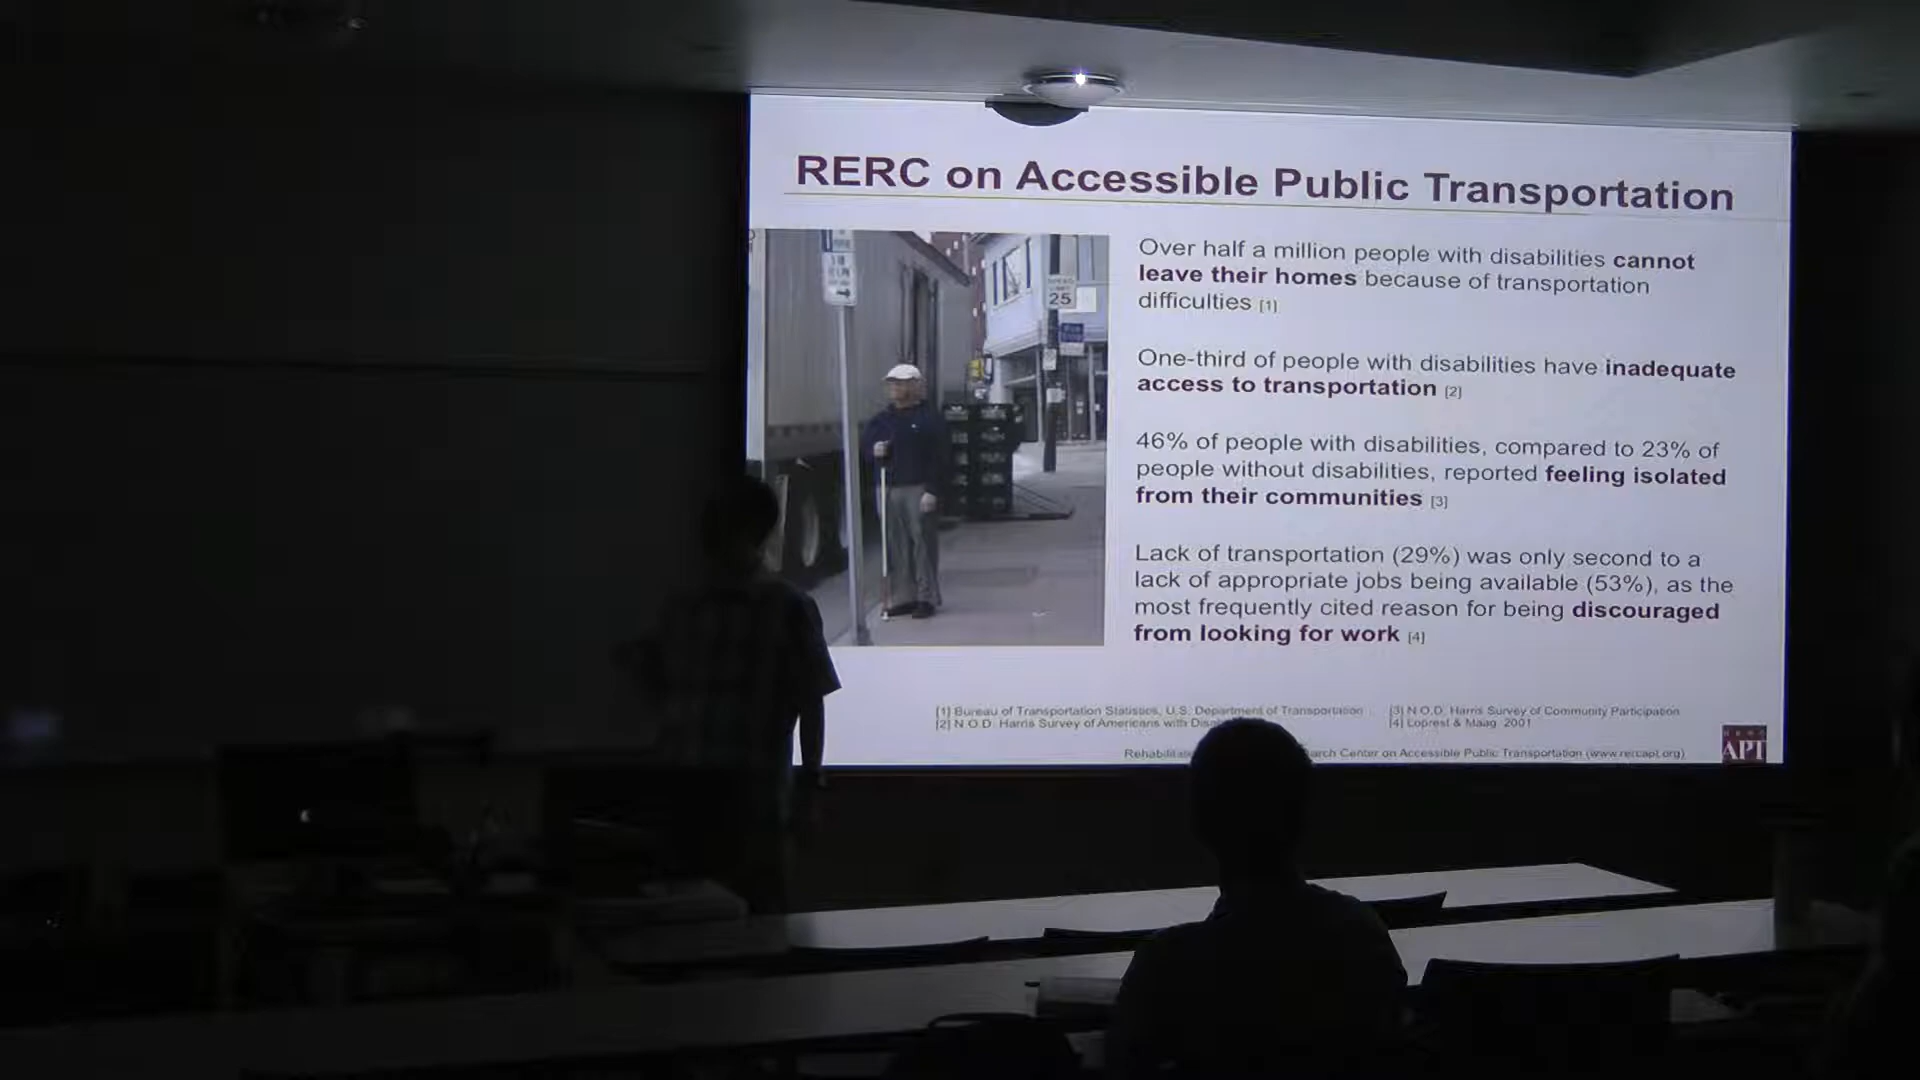 RERC on Accessible Public Transportation
Over half a million people with disabilities cannot
leave their homes because of transportation
difficulties [1]
One-third of people with disabilities have inadequate
access to transportation [2]
46% of people with disabilities, compared to 23% of
people without disabilities, reported feeling isolated
from their communities [3]
Lack of transportation (29%) was only second to a
lack of appropriate jobs being available (53%), as the
most frequently cited reason for being discouraged
from looking for work [4]
25
[1] Bureau of Transportation Statistics, U.S. Department of Transportation
[2] N.O.D. Harris Survey of Americans with
[3] N.O.D. Harris Survey of Community Participation
[4] Loprest & Maag, 2001
Center on Accessible Public Transportation (www.rercapt.org)
RERC
APT